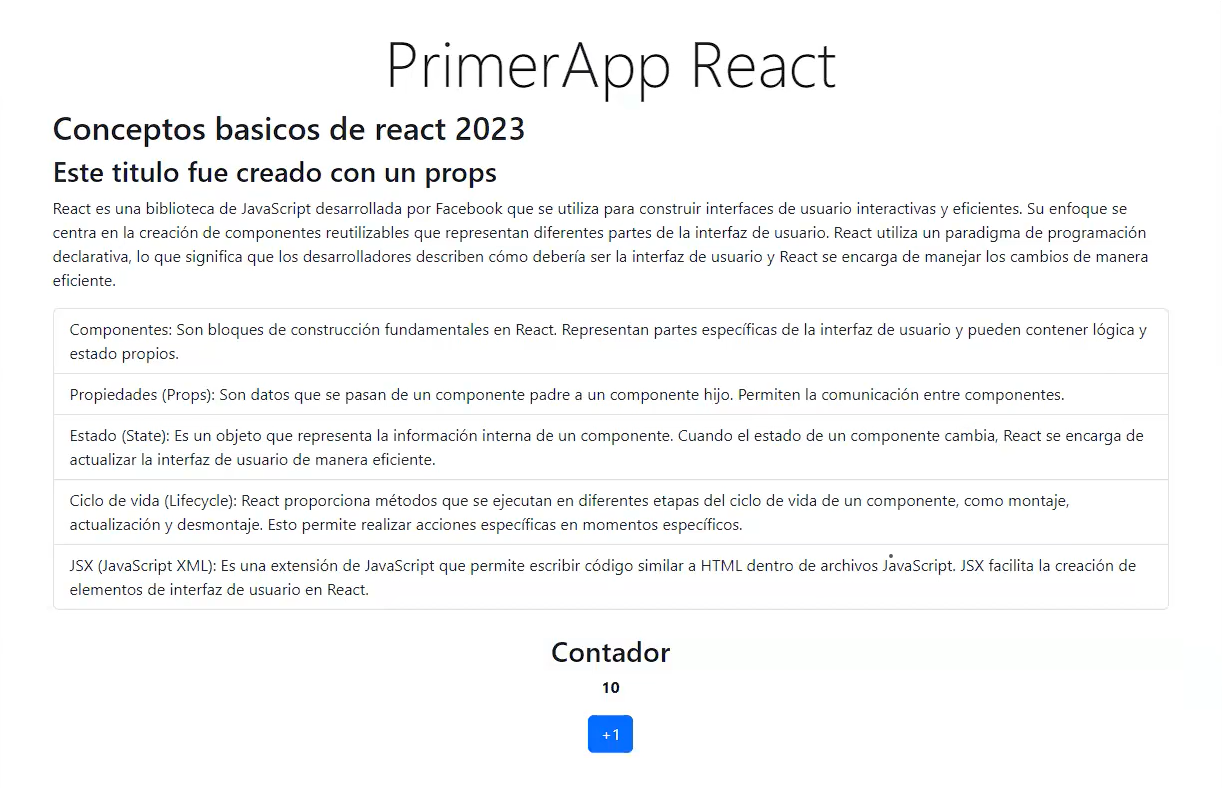 PrimerApp React
Conceptos basicos de react 2023
Este titulo fue creado con un props
React es una biblioteca de JavaScript desarrollada por Facebook que se utiliza para construir interfaces de usuario interactivas y eficientes. Su enfoque se
centra en la creación de componentes reutilizables que representan diferentes partes de la interfaz de usuario. React utiliza un paradigma de programación
declarativa, lo que significa que los desarrolladores describen cómo debería ser la interfaz de usuario y React se encarga de manejar los cambios de manera
eficiente.
Componentes: Son bloques de construcción fundamentales en React. Representan partes específicas de la interfaz de usuario y pueden contener lógica y
estado propios.
Propiedades (Props): Son datos que se pasan de un componente padre a un componente hijo. Permiten la comunicación entre componentes.
Estado (State): Es un objeto que representa la información interna de un componente. Cuando el estado de un componente cambia, React se encarga de
actualizar la interfaz de usuario de manera eficiente.
Ciclo de vida (Lifecycle): React proporciona métodos que se ejecutan en diferentes etapas del ciclo de vida de un componente, como montaje,
actualización y desmontaje. Esto permite realizar acciones específicas en momentos específicos.
JSX (JavaScript XML): Es una extensión de JavaScript que permite escribir código similar a HTML dentro de archivos JavaScript. JSX facilita la creación de
elementos de interfaz de usuario en React.
Contador
10
+1